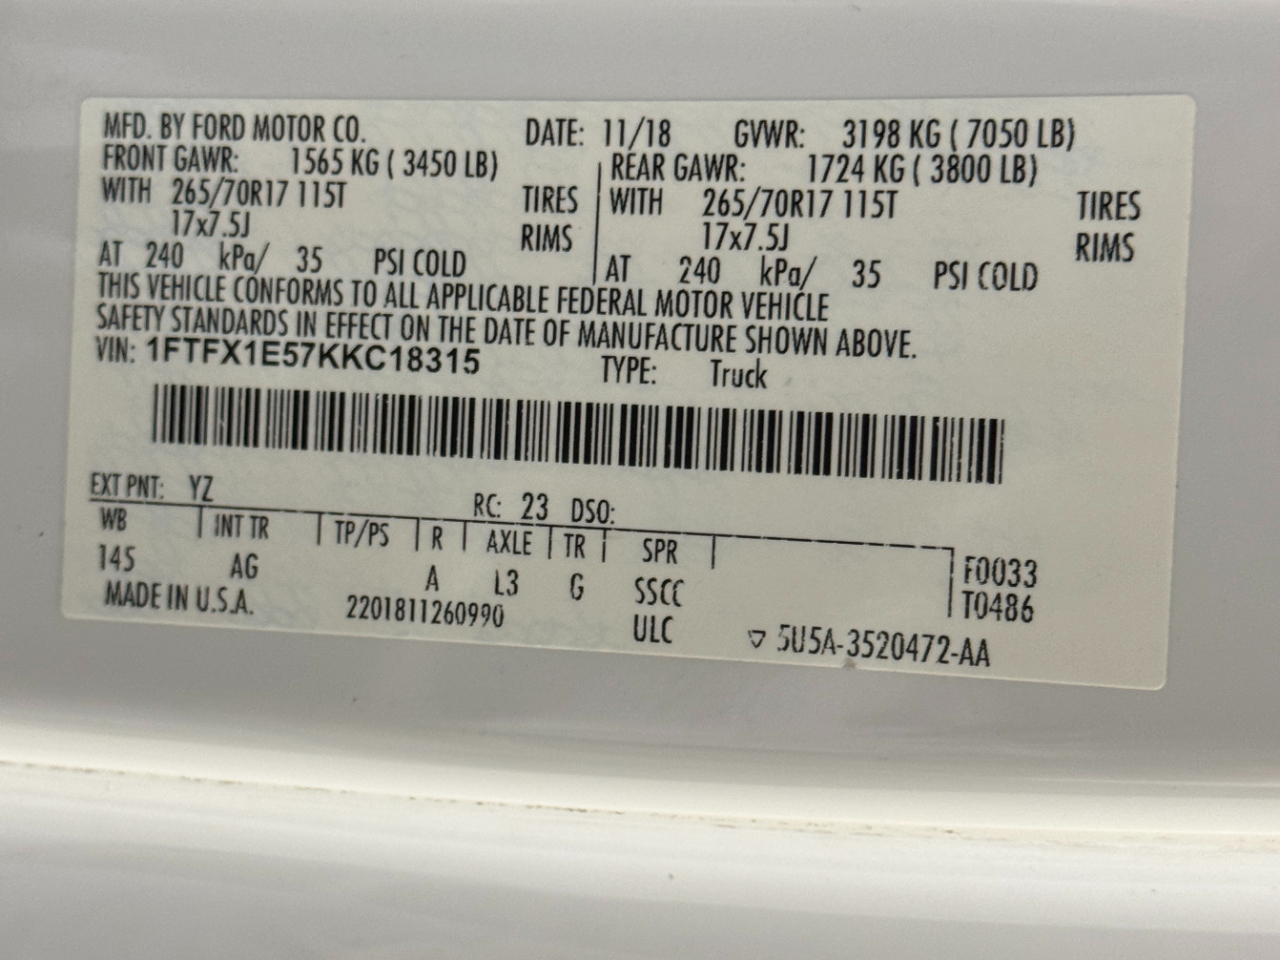 MFD. BY FORD MOTOR CO. DATE: 11/18 GVWR: 3198 KG ( 7050 LB)
FRONT GAWR: 1565 KG ( 3450 LB) REAR GAWR: 1724 KG ( 3800 LB)
WITH 265/70R17 115T TIRES WITH 265/70R17 115T TIRES
17x7.5J RIMS 17x7.5J RIMS
AT 240 kPa/ 35 PSI COLD AT 240 kPa/ 35 PSI COLD
THIS VEHICLE CONFORMS TO ALL APPLICABLE FEDERAL MOTOR VEHICLE
SAFETY STANDARDS IN EFFECT ON THE DATE OF MANUFACTURE SHOWN ABOVE.
VIN: 1FTFX1E57KKC18315 TYPE: Truck
EXT PNT: YZ RC: 23 DSO:
WB INT TR TP/PS R AXLE TR SPR F0033
145 AG A L3 G SSCC T0486
MADE IN U.S.A. 2201811260990 ULC 5U5A-3520472-AA